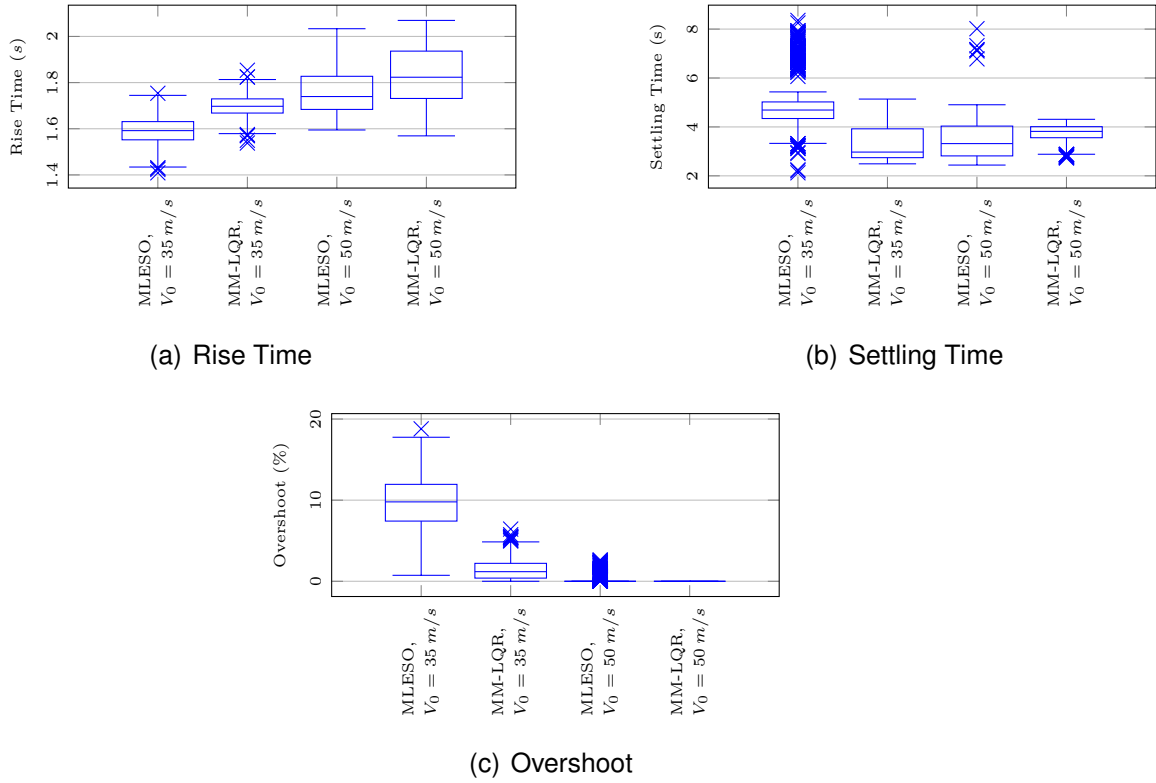 2
1.8
1.6
1.4
Rise Time (s)
MLESO,
V₀ = 35 m/s
MM-LQR,
V₀ = 35 m/s
MLESO,
V₀ = 50 m/s
MM-LQR,
V₀ = 50 m/s
(a) Rise Time
8
6
4
2
Settling Time (s)
MLESO,
V₀ = 35 m/s
MM-LQR,
V₀ = 35 m/s
MLESO,
V₀ = 50 m/s
MM-LQR,
V₀ = 50 m/s
(b) Settling Time
20
10
0
Overshoot (%)
MLESO,
V₀ = 35 m/s
MM-LQR,
V₀ = 35 m/s
MLESO,
V₀ = 50 m/s
MM-LQR,
V₀ = 50 m/s
(c) Overshoot